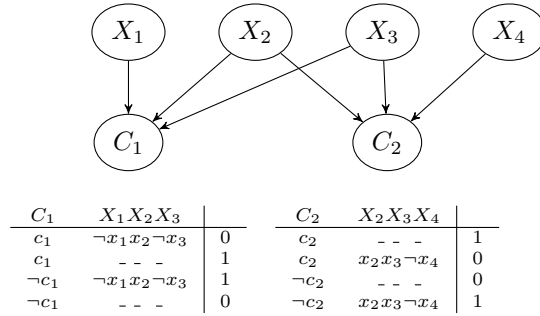 X₁ X₂ X₃ X₄
C₁ C₂
C₁ X₁X₂X₃ C₂ X₂X₃X₄
c₁ ¬x₁x₂¬x₃ 0 c₂ _ _ _ 1
c₁ _ _ _ 1 c₂ x₂x₃¬x₄ 0
¬c₁ ¬x₁x₂¬x₃ 1 ¬c₂ _ _ _ 0
¬c₁ _ _ _ 0 ¬c₂ x₂x₃¬x₄ 1